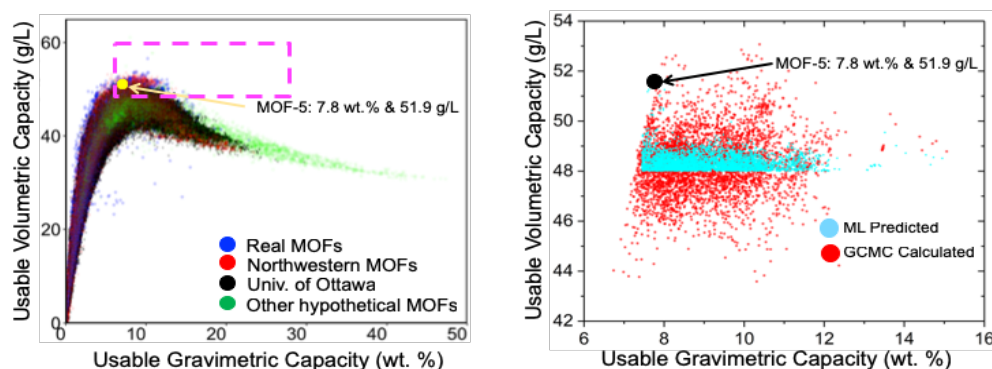 Usable Volumetric Capacity (g/L)
60
40
20
0
MOF-5: 7.8 wt.% & 51.9 g/L
Real MOFs
Northwestern MOFs
Univ. of Ottawa
Other hypothetical MOFs
0 10 20 30 40 50
Usable Gravimetric Capacity (wt. %)
Usable Volumetric Capacity (g/L)
54
52
50
48
46
44
42
MOF-5: 7.8 wt.% & 51.9 g/L
ML Predicted
GCMC Calculated
6 8 10 12 14 16
Usable Gravimetric Capacity (wt. %)